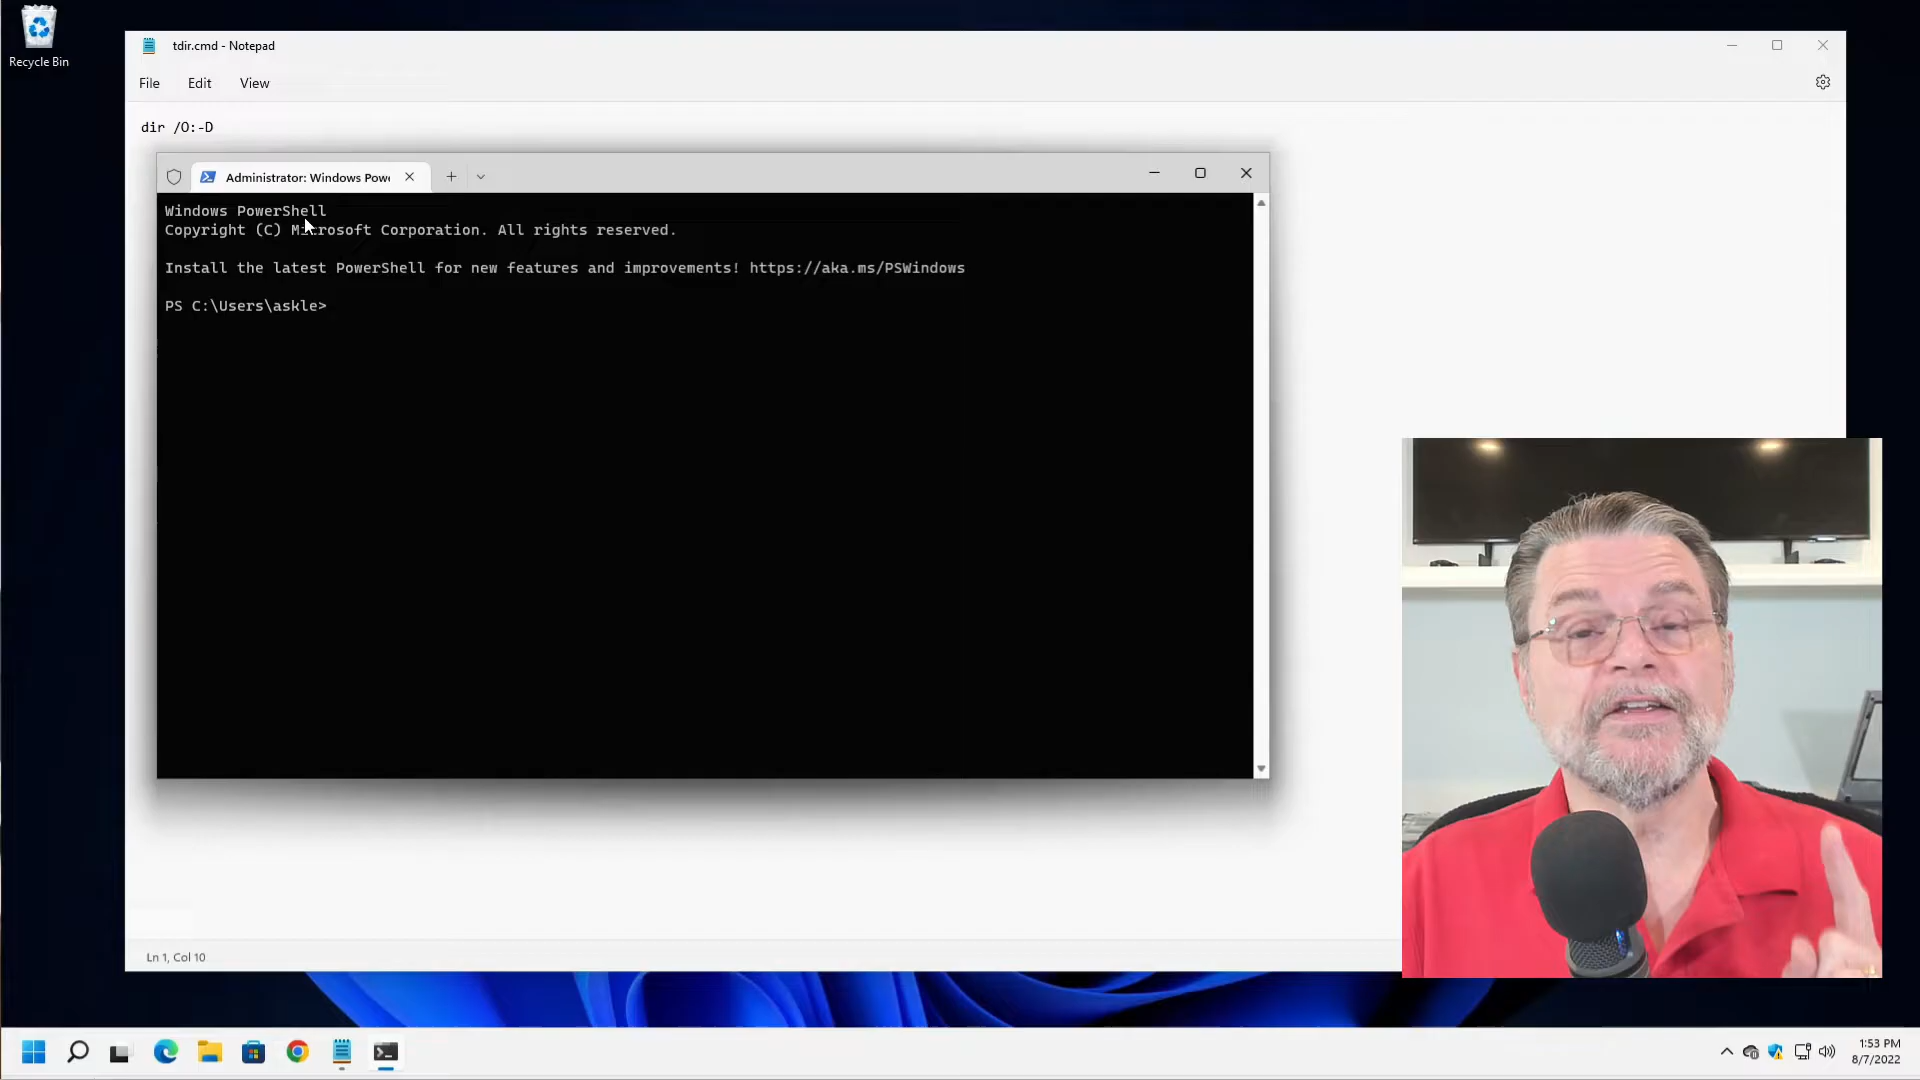 Recycle Bin
tdir.cmd - Notepad
File Edit View
dir /O:-D
Administrator: Windows Powe
Windows PowerShell
Copyright (C) Microsoft Corporation. All rights reserved.
Install the latest PowerShell for new features and improvements! https://aka.ms/PSWindows
PS C:\Users\askle>
Ln 1, Col 10
1:53 PM
8/7/2022